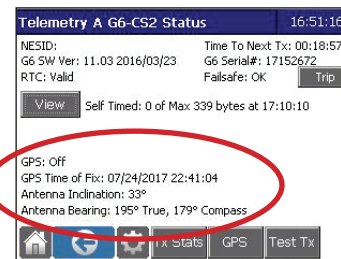 Telemetry A G6-CS2 Status 16:51:16
NESID: Time To Next Tx: 00:18:57
G6 SW Ver: 11.03 2016/03/23 G6 Serial#: 17152672
RTC: Valid Failsafe: OK Trip
View Self Timed: 0 of Max 339 bytes at 17:10:10
GPS: Off
GPS Time of Fix: 07/24/2017 22:41:04
Antenna Inclination: 33°
Antenna Bearing: 195° True, 179° Compass
Tx Stats GPS Test Tx